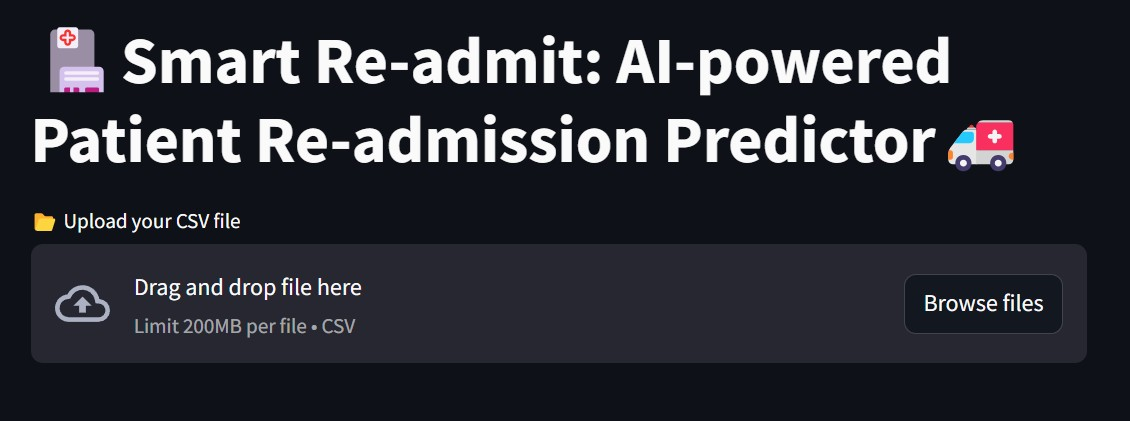 Smart Re-admit: AI-powered
Patient Re-admission Predictor
Upload your CSV file
Drag and drop file here
Limit 200MB per file • CSV
Browse files